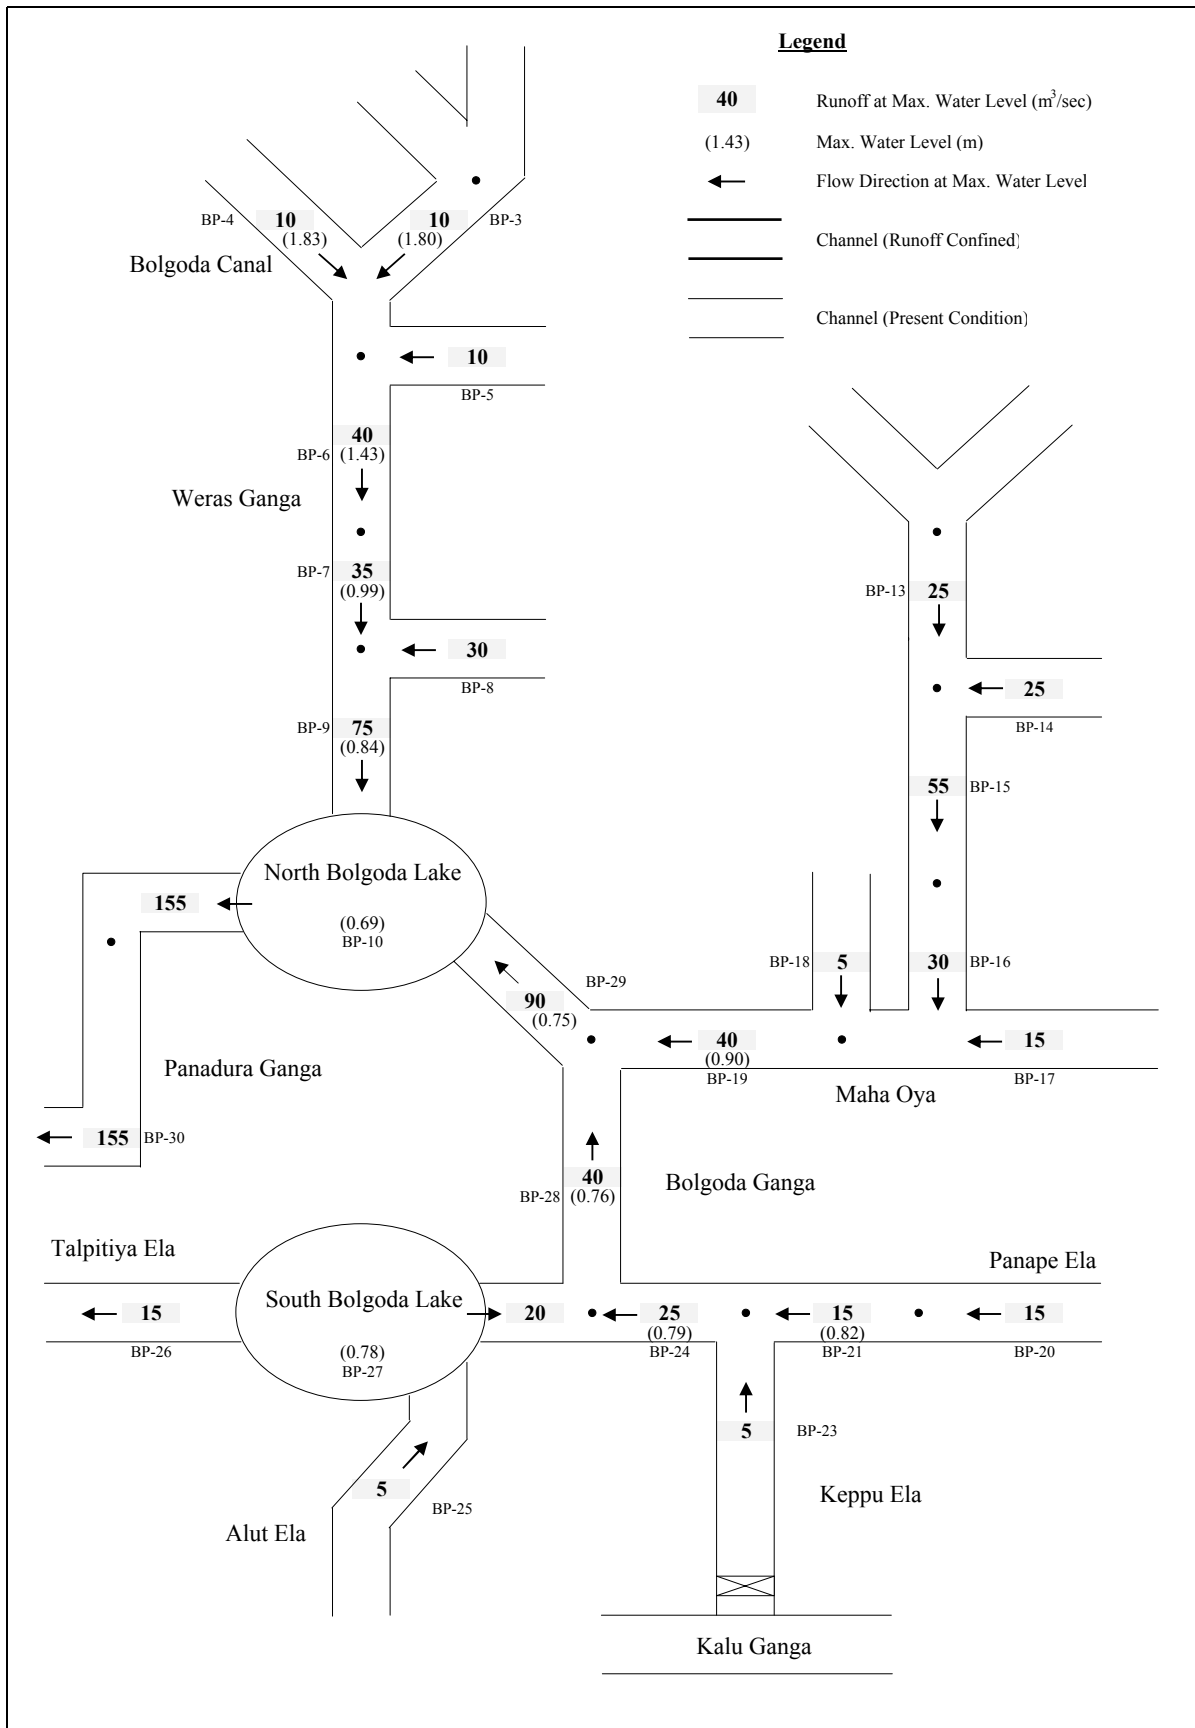 Legend
40 Runoff at Max. Water Level (m³/sec)
(1.43) Max. Water Level (m)
Flow Direction at Max. Water Level
Channel (Runoff Confined)
Channel (Present Condition)
BP-4 10 10 BP-3
(1.83) (1.80)
Bolgoda Canal
10
BP-5
40
BP-6 (1.43)
Weras Ganga
BP-7 35
(0.99)
30
BP-8
BP-9 75
(0.84)
BP-13 25
25
BP-14
55 BP-15
North Bolgoda Lake
155
(0.69)
BP-10
BP-18 5 30 BP-16
BP-29
90
(0.75)
40 15
(0.90)
BP-19 BP-17
Panadura Ganga
Maha Oya
155 BP-30
40
BP-28 (0.76)
Bolgoda Ganga
Talpitiya Ela
Panape Ela
South Bolgoda Lake
15 20 25 15 15
(0.79) (0.82)
BP-26 BP-24 BP-21 BP-20
(0.78)
BP-27
5 BP-23
5
BP-25
Keppu Ela
Alut Ela
Kalu Ganga